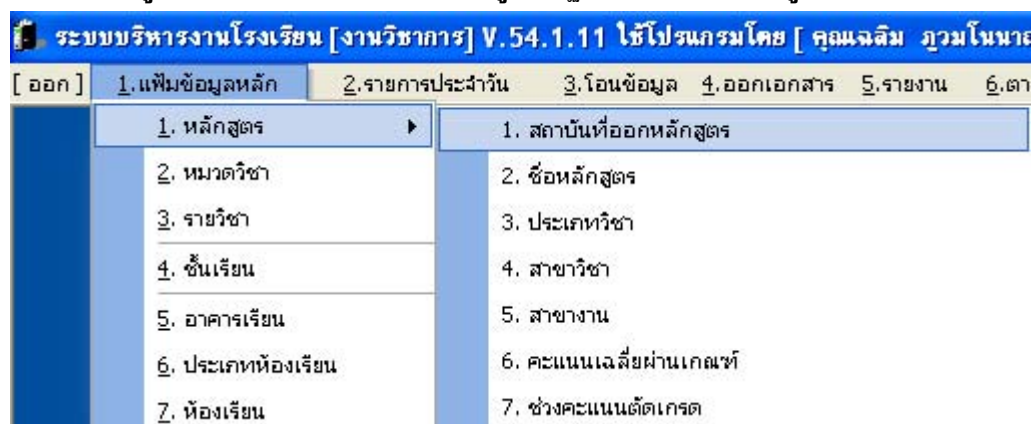 ระบบบริหารงานโรงเรียน [งานวิชาการ] V.54.1.11 ใช้โปรแกรมโดย [ คุณเฉลิม ภูวมโนนาถ
[ ออก ] 1.แฟ้มข้อมูลหลัก 2.รายการประจำวัน 3.โอนข้อมูล 4.ออกเอกสาร 5.รายงาน 6.ตา
1. หลักสูตร
2. หมวดวิชา
3. รายวิชา
4. ชั้นเรียน
5. อาคารเรียน
6. ประเภทห้องเรียน
7. ห้องเรียน
1. สถาบันที่ออกหลักสูตร
2. ชื่อหลักสูตร
3. ประเภทวิชา
4. สาขาวิชา
5. สาขางาน
6. คะแนนเฉลี่ยผ่านเกณฑ์
7. ช่วงคะแนนตัดเกรด